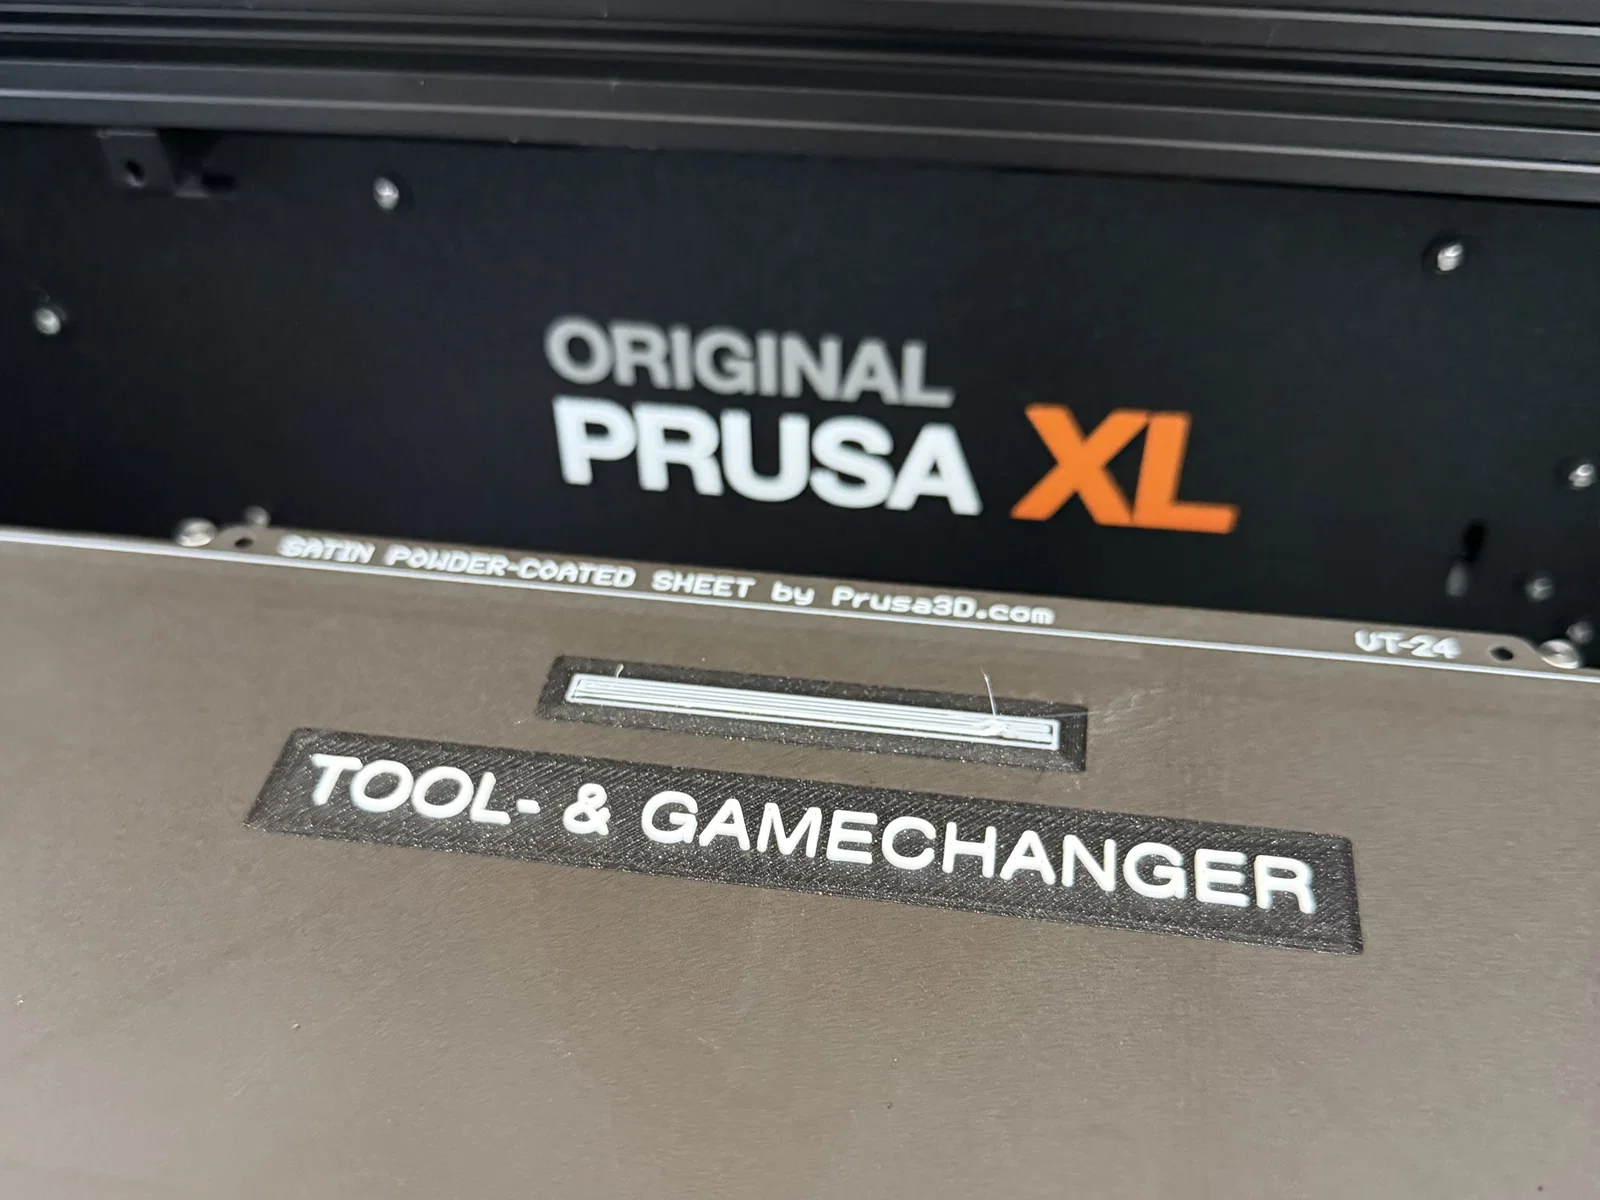 ORIGINAL
PRUSA XL
SATIN POWDER-COATED SHEET by Prusa3D.com
VT-24
TOOL- & GAMECHANGER